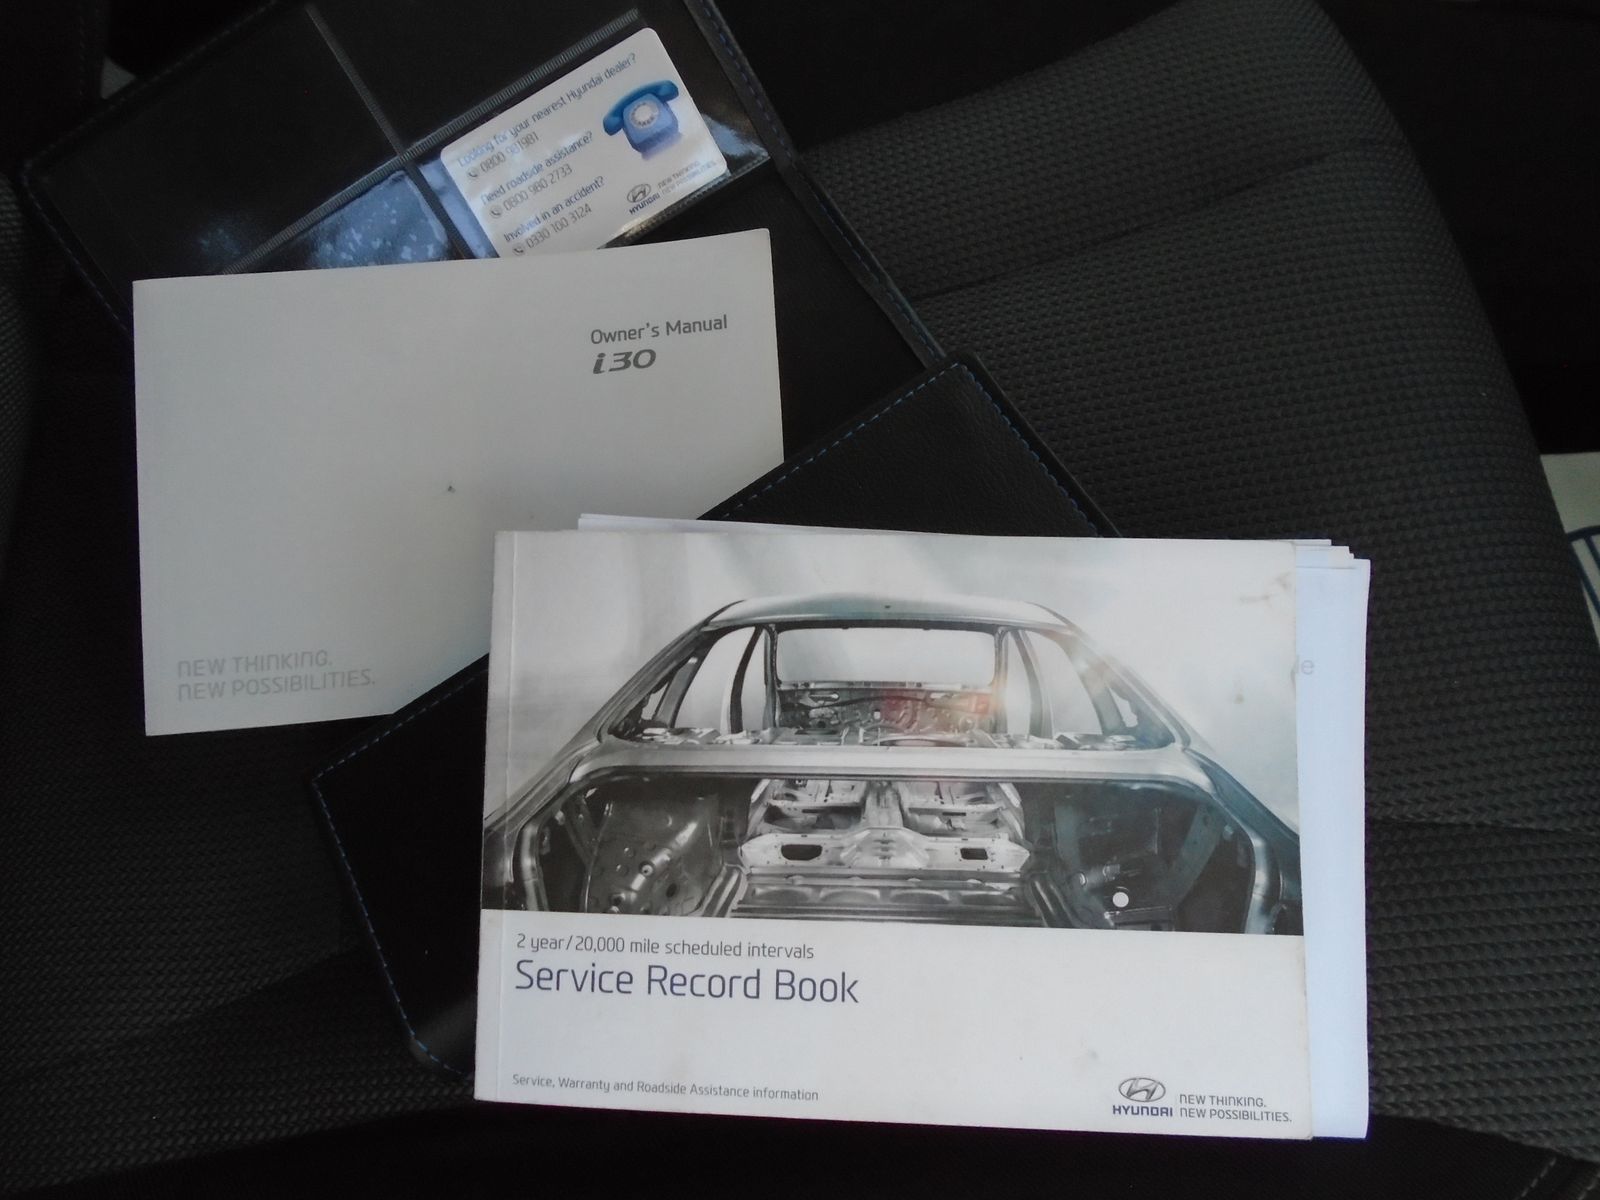 Looking for your nearest Hyundai dealer?
0800 981981
Need roadside assistance?
0800 980 2733
Involved in an accident?
0330 100 3124
HYUNDAI
NEW THINKING.
NEW POSSIBILITIES.
Owner's Manual
i30
NEW THINKING.
NEW POSSIBILITIES.
le
2 year/20,000 mile scheduled intervals
Service Record Book
Service, Warranty and Roadside Assistance information
HYUNDAI
NEW THINKING.
NEW POSSIBILITIES.